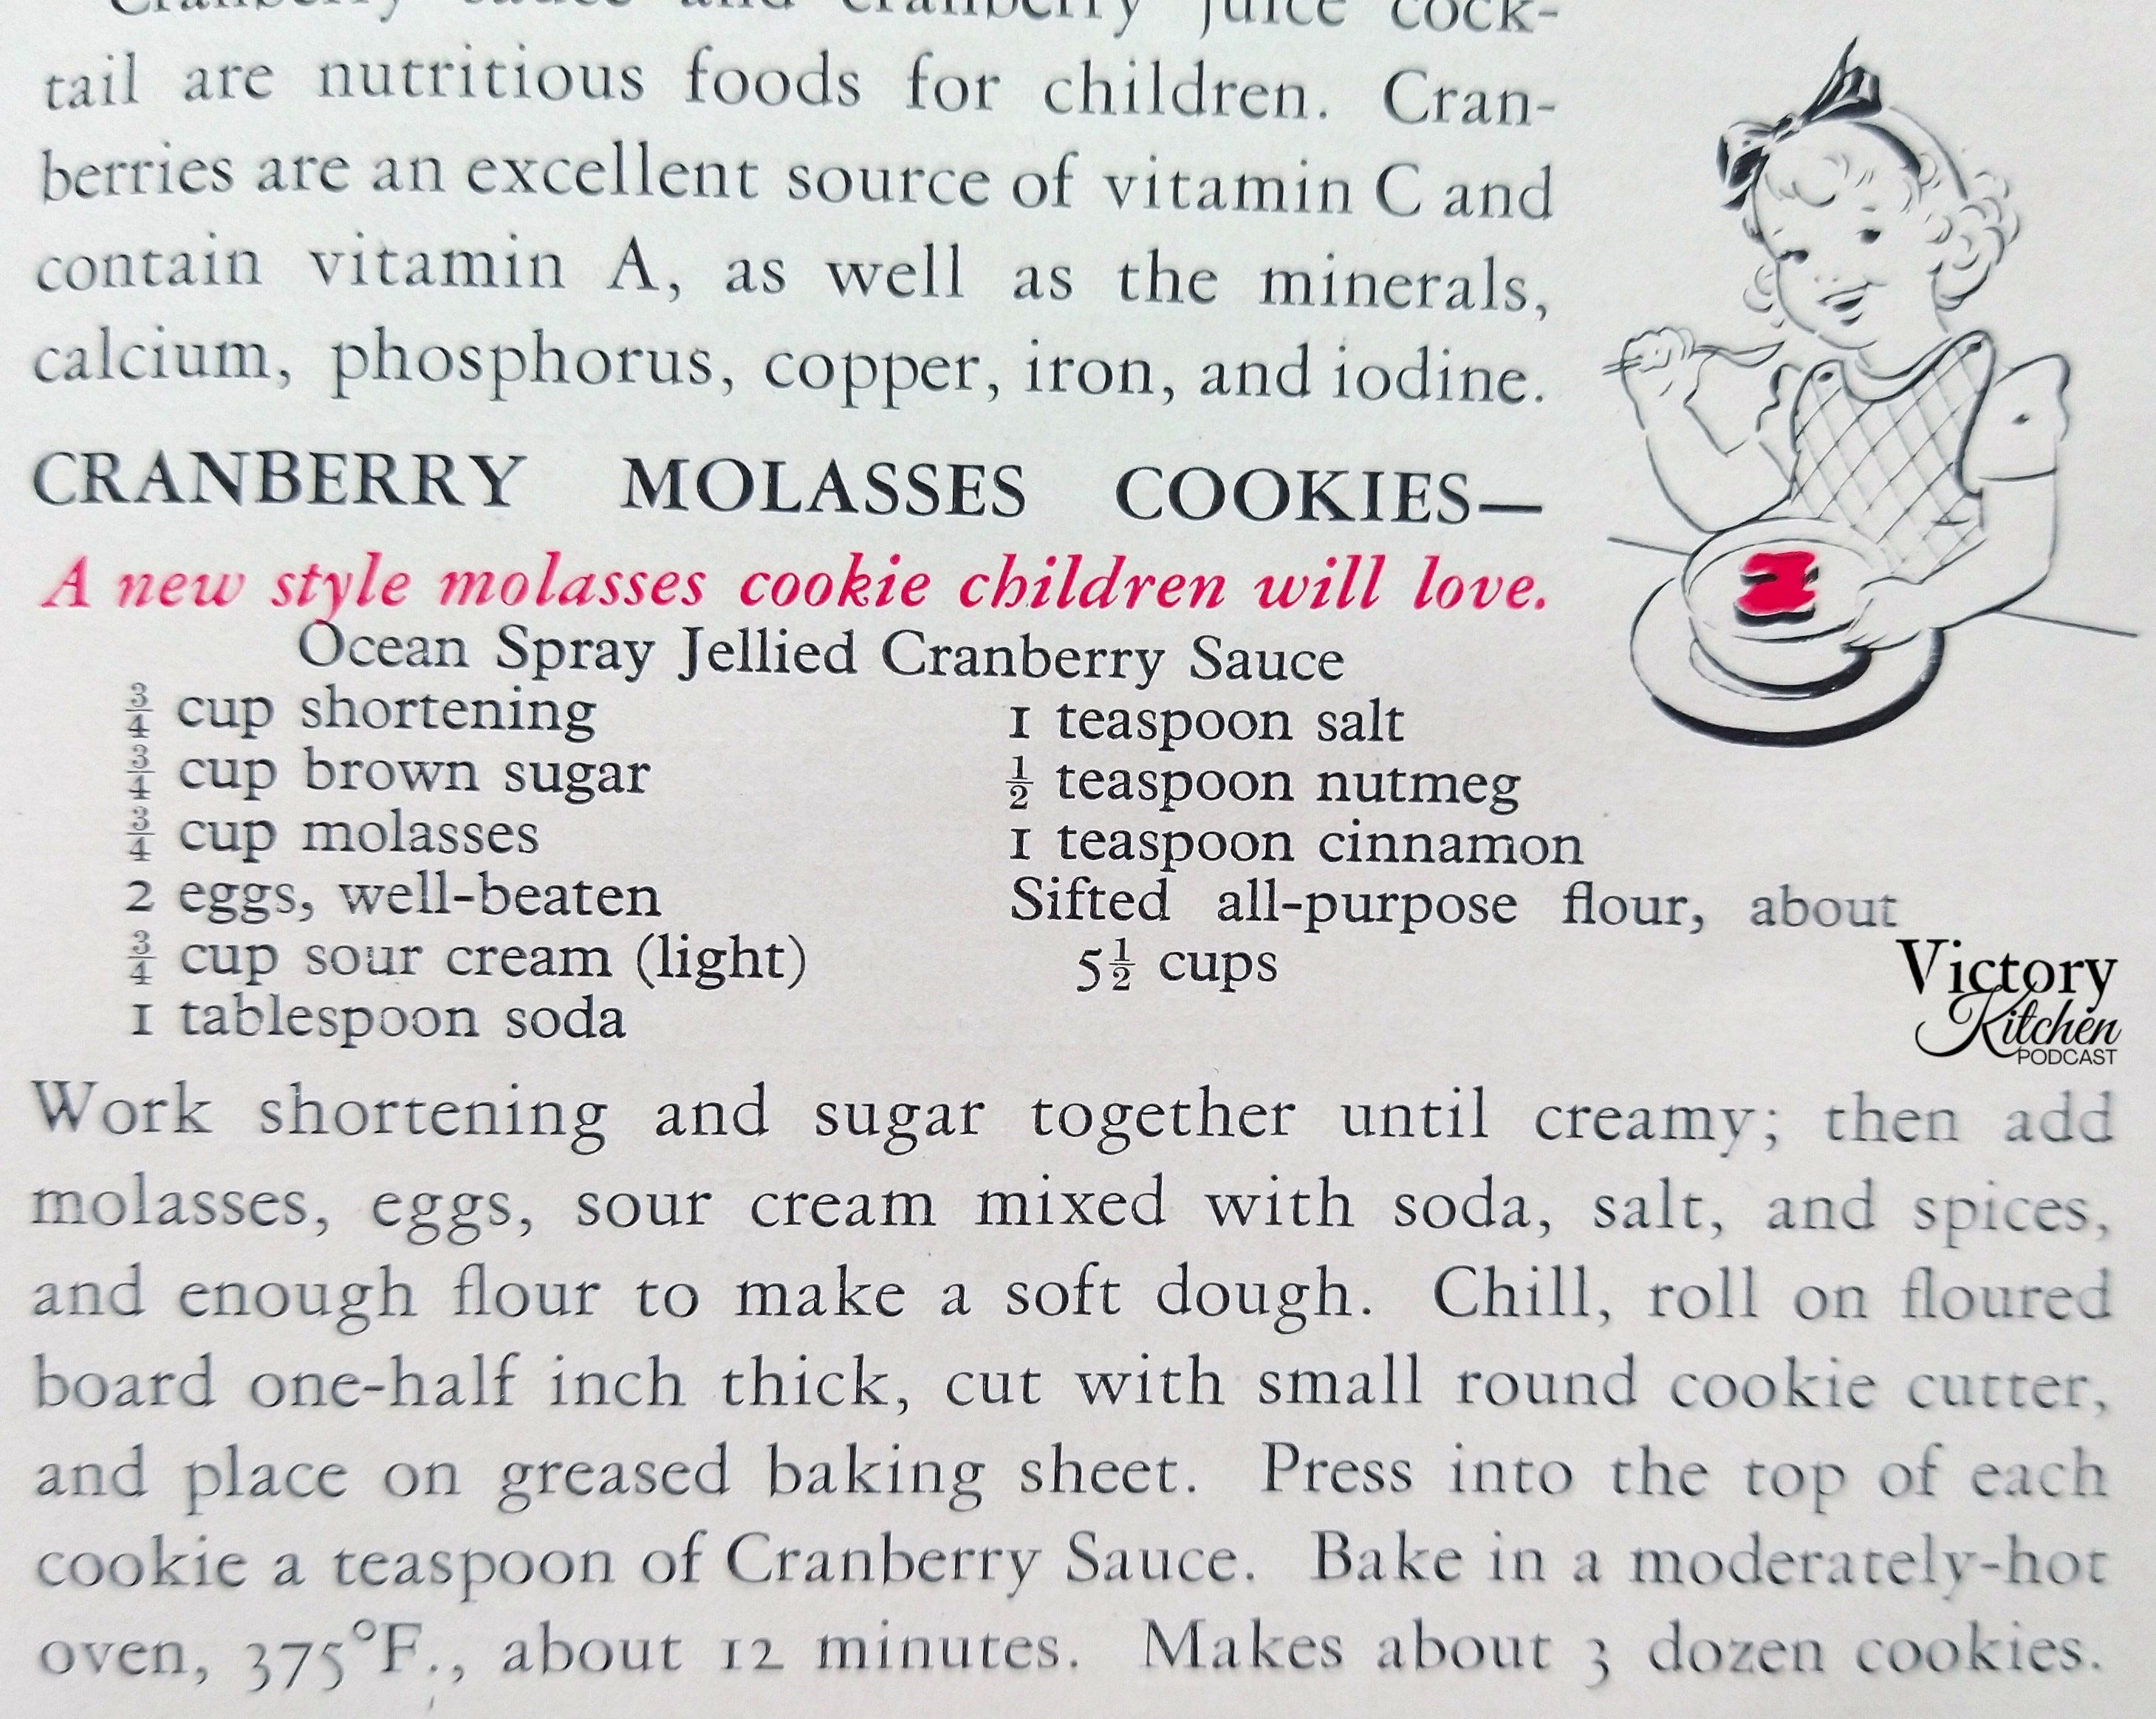 Cranberry sauce and cranberry juice cock-
tail are nutritious foods for children. Cran-
berries are an excellent source of vitamin C and
contain vitamin A, as well as the minerals,
calcium, phosphorus, copper, iron, and iodine.
CRANBERRY MOLASSES COOKIES—
A new style molasses cookie children will love.
Ocean Spray Jellied Cranberry Sauce
¾ cup shortening
¾ cup brown sugar
¾ cup molasses
2 eggs, well-beaten
¾ cup sour cream (light)
1 tablespoon soda
1 teaspoon salt
½ teaspoon nutmeg
1 teaspoon cinnamon
Sifted all-purpose flour, about
5½ cups
Victory
Kitchen
PODCAST
Work shortening and sugar together until creamy; then add
molasses, eggs, sour cream mixed with soda, salt, and spices,
and enough flour to make a soft dough. Chill, roll on floured
board one-half inch thick, cut with small round cookie cutter,
and place on greased baking sheet. Press into the top of each
cookie a teaspoon of Cranberry Sauce. Bake in a moderately-hot
oven, 375°F., about 12 minutes. Makes about 3 dozen cookies.